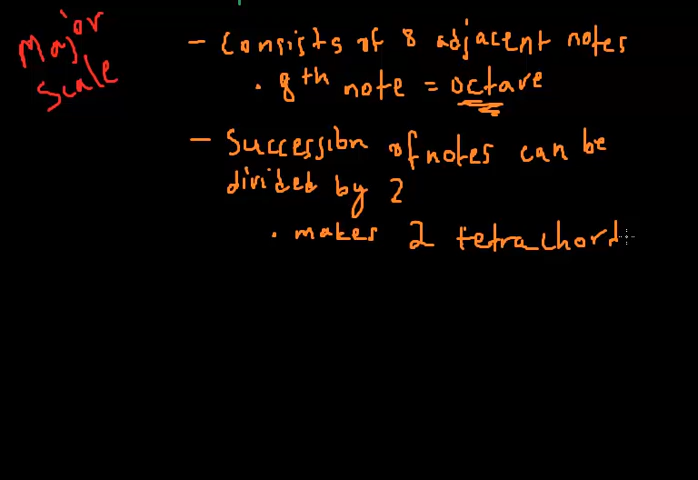 Major
Scale
- Consists of 8 adjacent notes
. 8th note = octave
- Succession of notes can be
divided by 2
. makes 2 tetrachord